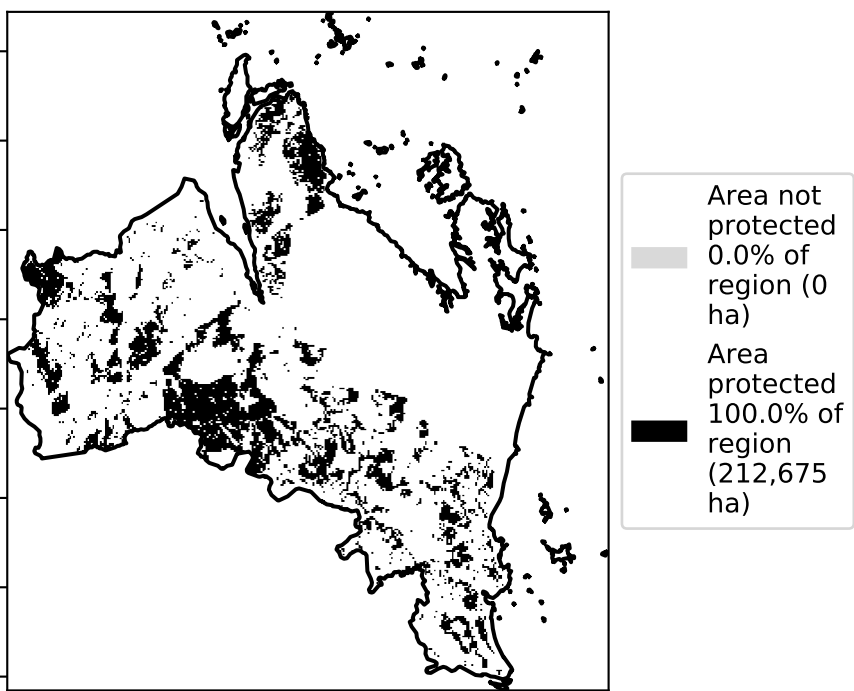 Area not
protected
0.0% of
region (0
ha)
Area
protected
100.0% of
region
(212,675
ha)